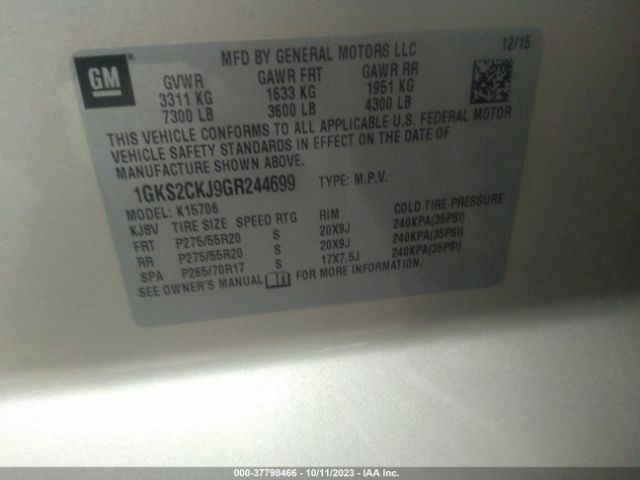 GM
MFD BY GENERAL MOTORS LLC 12/15
GVWR GAWR FRT GAWR RR
3311 KG 1633 KG 1951 KG
7300 LB 3600 LB 4300 LB
THIS VEHICLE CONFORMS TO ALL APPLICABLE U.S. FEDERAL MOTOR
VEHICLE SAFETY STANDARDS IN EFFECT ON THE DATE OF
MANUFACTURE SHOWN ABOVE.
1GKS2CKJ9GR244699 TYPE: M.P.V.
MODEL: K15706
KJ8V TIRE SIZE SPEED RTG RIM COLD TIRE PRESSURE
FRT P275/55R20 S 20X9J 240KPA(35PSI)
RR P275/55R20 S 20X9J 240KPA(35PSI)
SPA P265/70R17 S 17X7.5J 240KPA(35PSI)
SEE OWNER'S MANUAL FOR MORE INFORMATION.
000-37798466 - 10/11/2023 - IAA Inc.